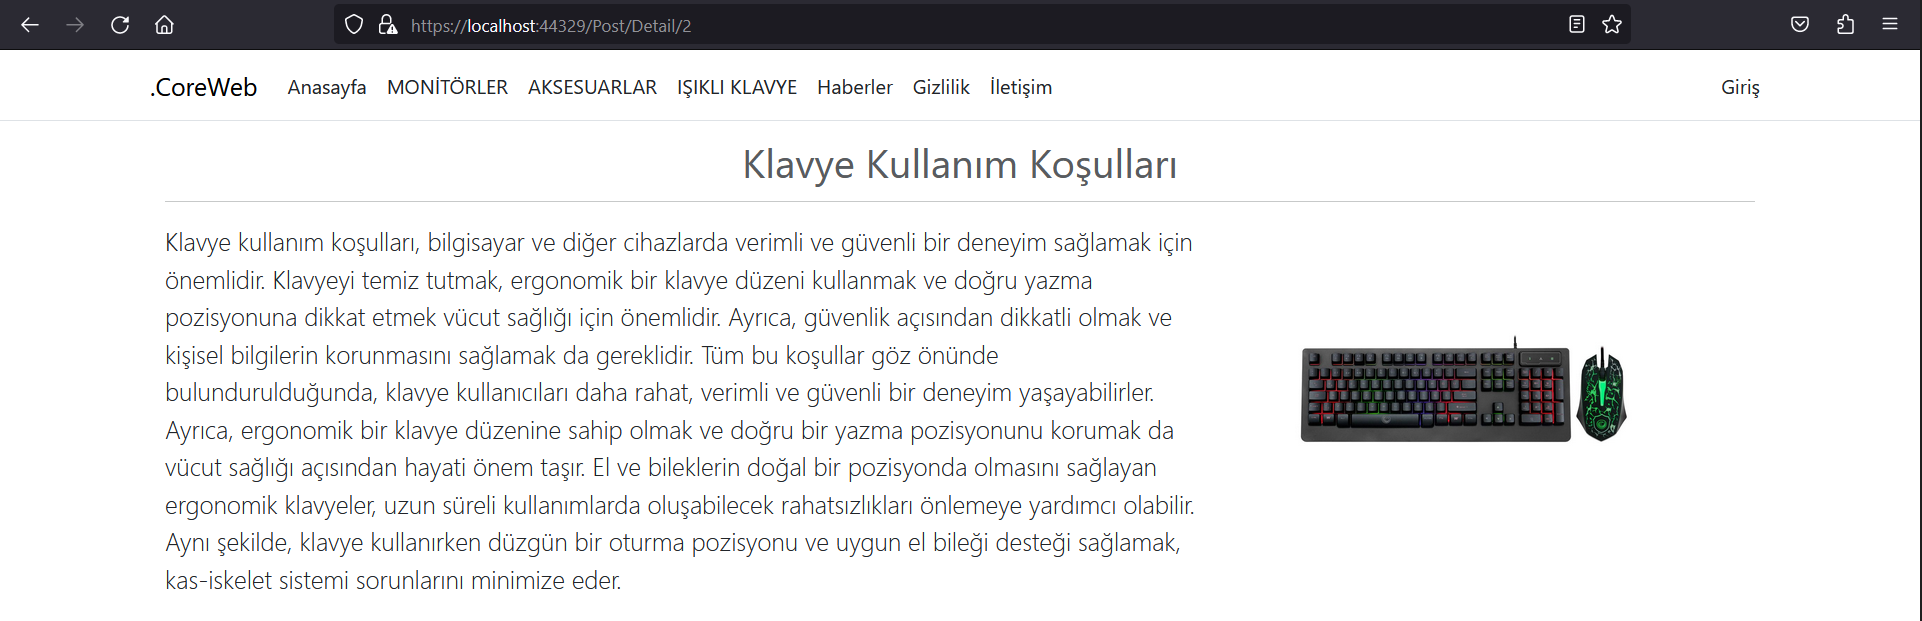 https://localhost:44329/Post/Detail/2
.CoreWeb Anasayfa MONİTÖRLER AKSESUARLAR IŞIKLI KLAVYE Haberler Gizlilik İletişim Giriş
Klavye Kullanım Koşulları
Klavye kullanım koşulları, bilgisayar ve diğer cihazlarda verimli ve güvenli bir deneyim sağlamak için
önemlidir. Klavyeyi temiz tutmak, ergonomik bir klavye düzeni kullanmak ve doğru yazma
pozisyonuna dikkat etmek vücut sağlığı için önemlidir. Ayrıca, güvenlik açısından dikkatli olmak ve
kişisel bilgilerin korunmasını sağlamak da gereklidir. Tüm bu koşullar göz önünde
bulundurulduğunda, klavye kullanıcıları daha rahat, verimli ve güvenli bir deneyim yaşayabilirler.
Ayrıca, ergonomik bir klavye düzenine sahip olmak ve doğru bir yazma pozisyonunu korumak da
vücut sağlığı açısından hayati önem taşır. El ve bileklerin doğal bir pozisyonda olmasını sağlayan
ergonomik klavyeler, uzun süreli kullanımlarda oluşabilecek rahatsızlıkları önlemeye yardımcı olabilir.
Aynı şekilde, klavye kullanırken düzgün bir oturma pozisyonu ve uygun el bileği desteği sağlamak,
kas-iskelet sistemi sorunlarını minimize eder.